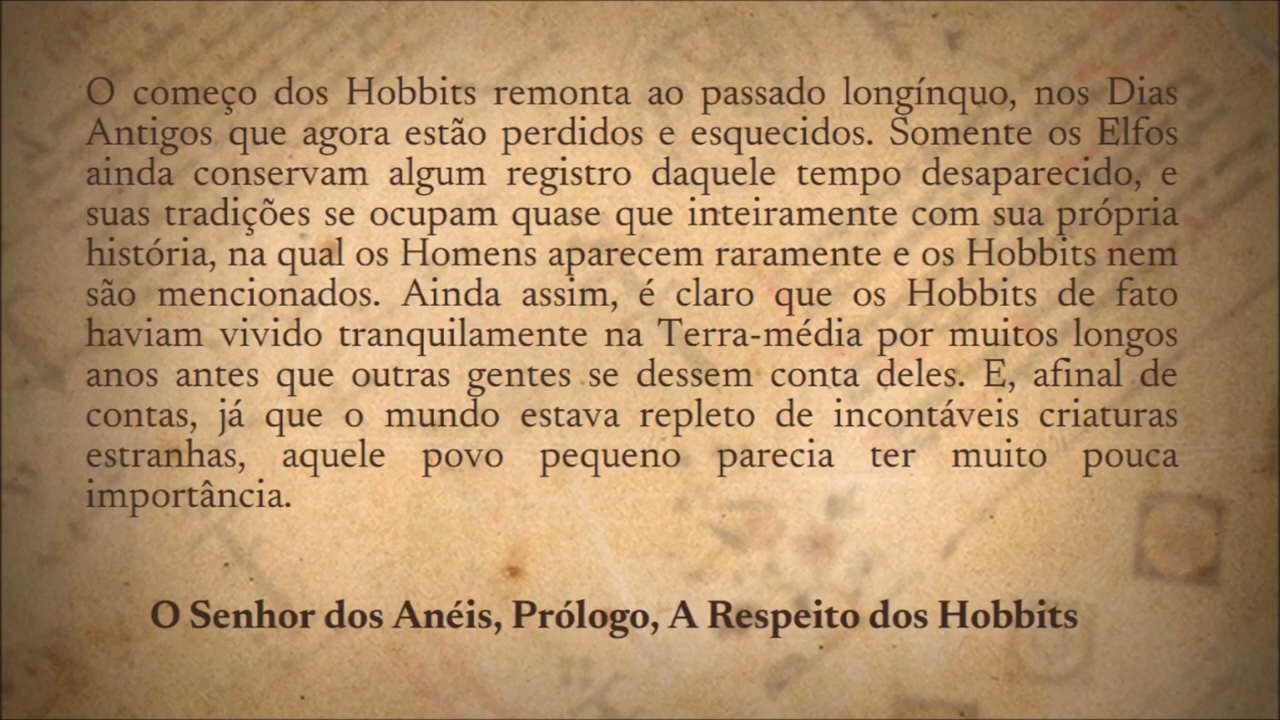 O começo dos Hobbits remonta ao passado longínquo, nos Dias
Antigos que agora estão perdidos e esquecidos. Somente os Elfos
ainda conservam algum registro daquele tempo desaparecido, e
suas tradições se ocupam quase que inteiramente com sua própria
história, na qual os Homens aparecem raramente e os Hobbits nem
são mencionados. Ainda assim, é claro que os Hobbits de fato
haviam vivido tranquilamente na Terra-média por muitos longos
anos antes que outras gentes se dessem conta deles. E, afinal de
contas, já que o mundo estava repleto de incontáveis criaturas
estranhas, aquele povo pequeno parecia ter muito pouca
importância.
O Senhor dos Anéis, Prólogo, A Respeito dos Hobbits